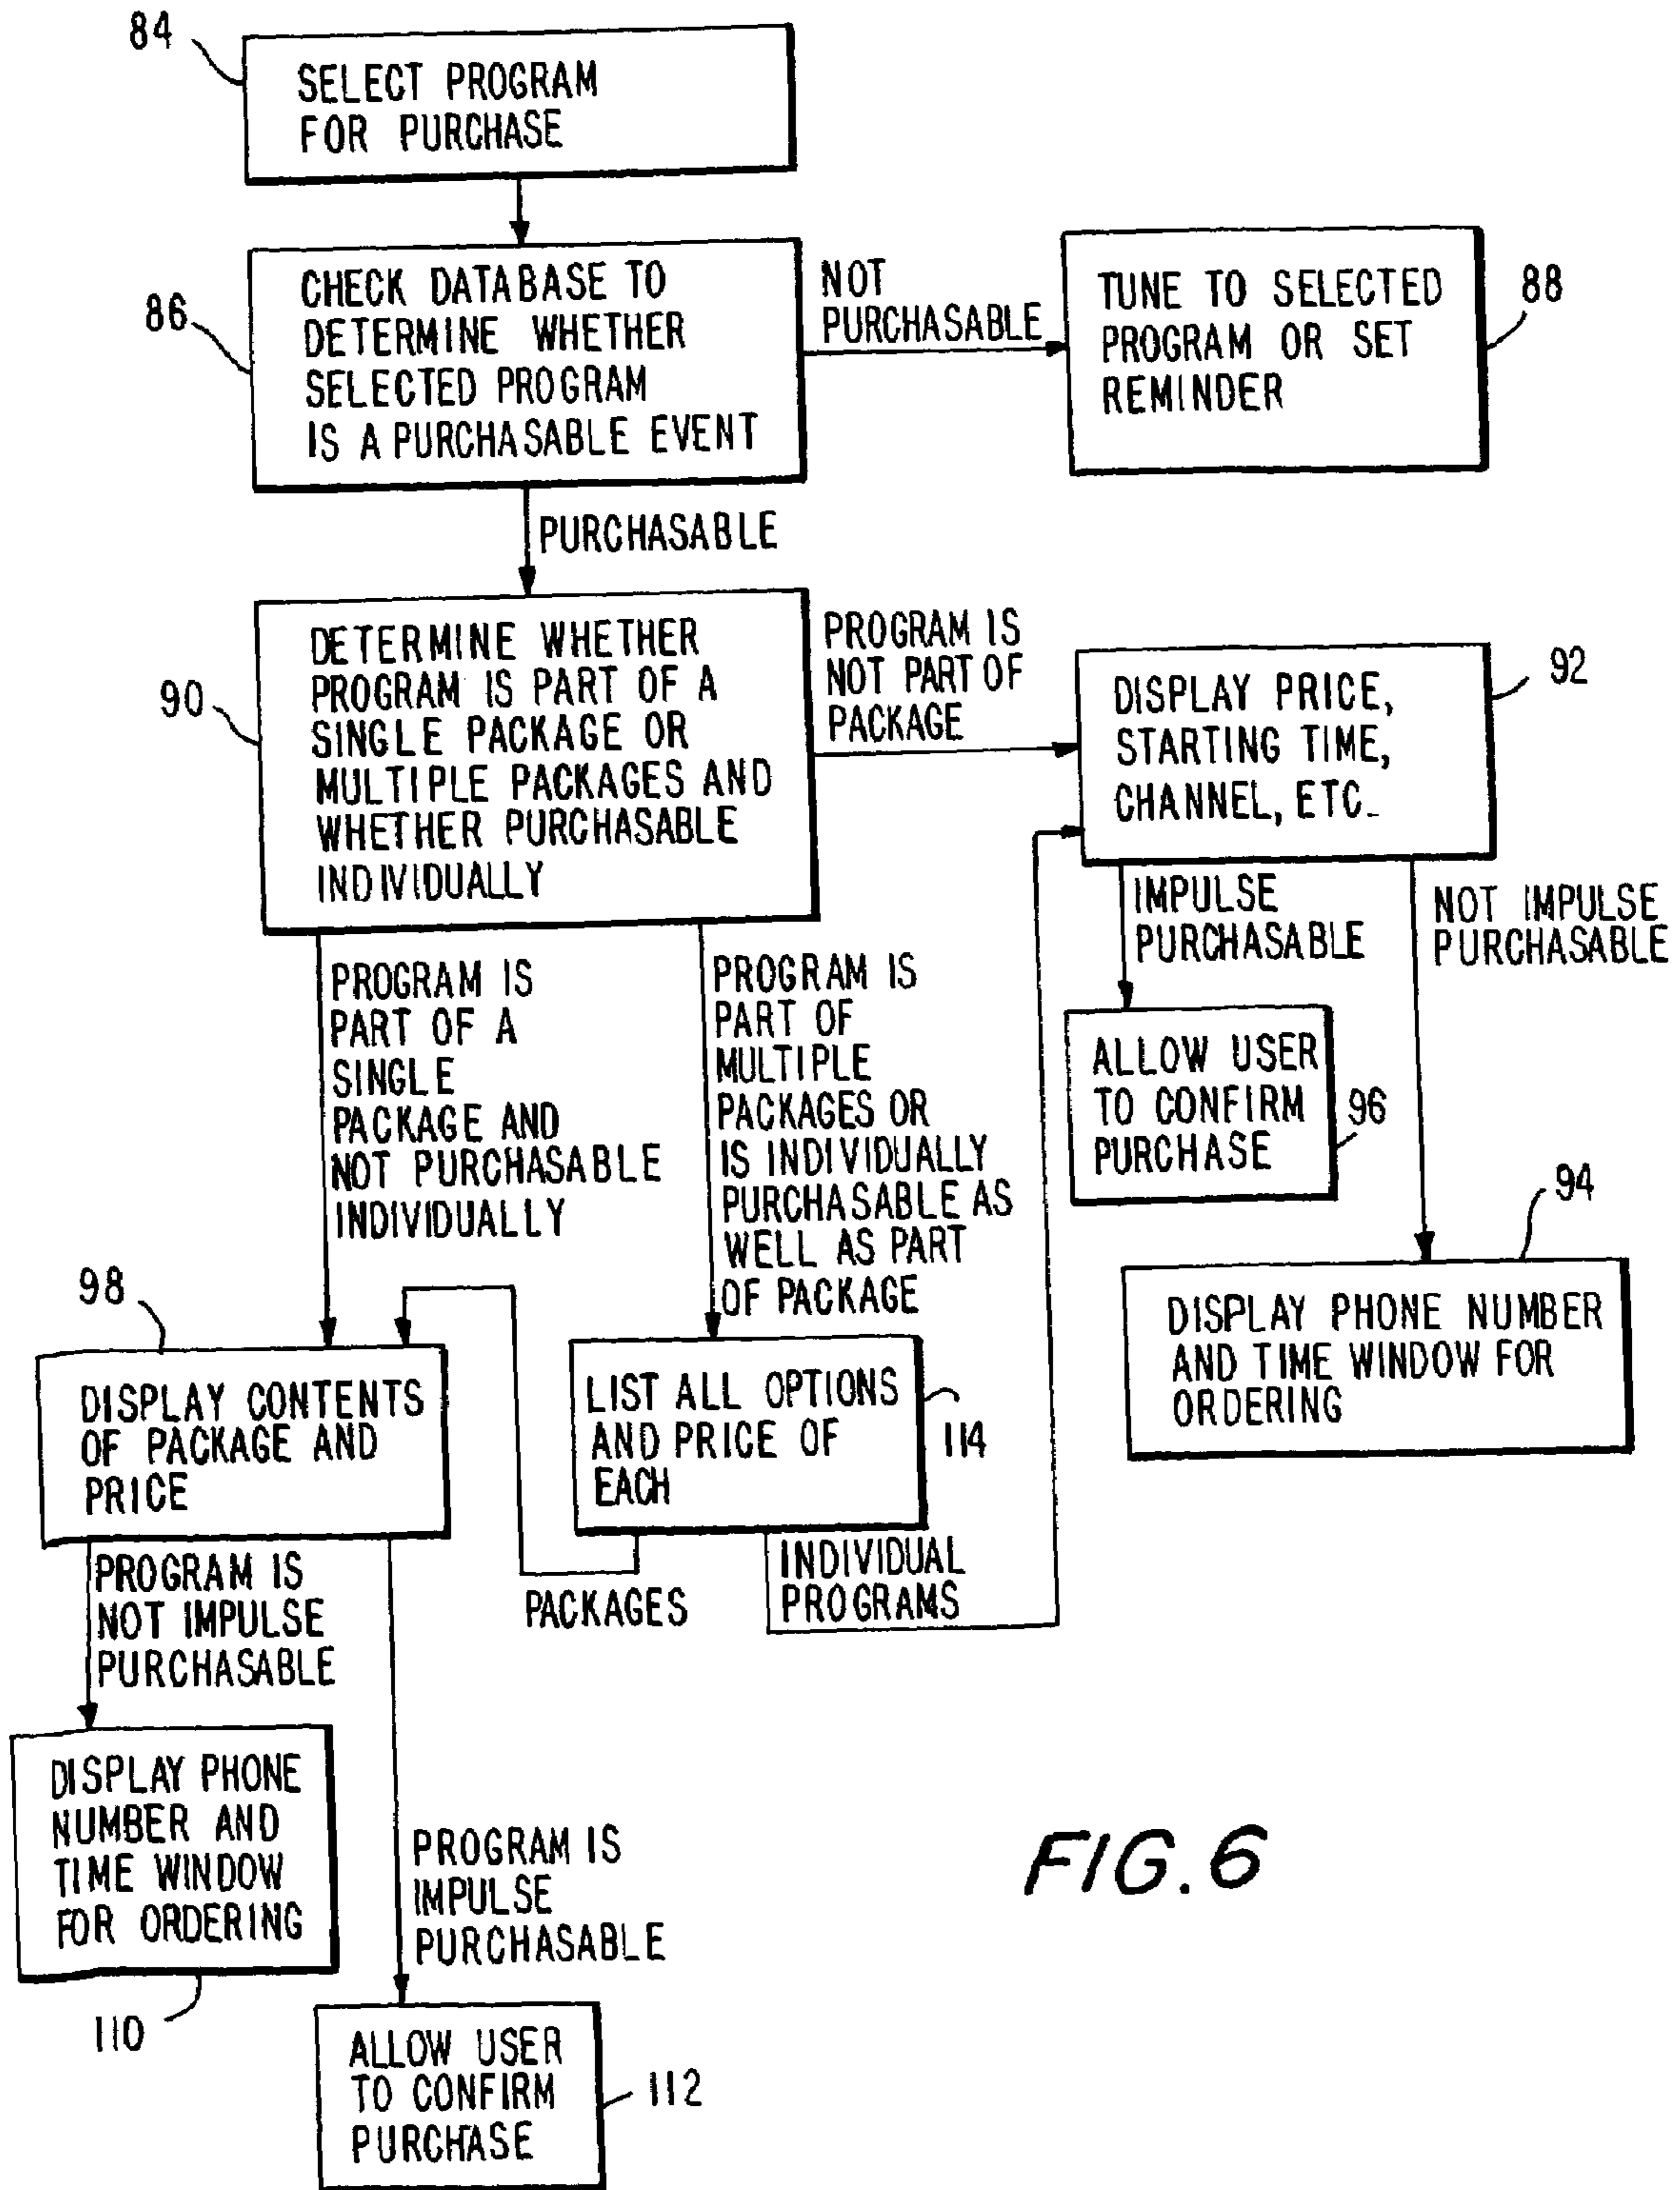 84
SELECT PROGRAM
FOR PURCHASE
86
CHECK DATABASE TO
DETERMINE WHETHER
SELECTED PROGRAM
IS A PURCHASABLE EVENT
NOT
PURCHASABLE
TUNE TO SELECTED
PROGRAM OR SET
REMINDER
88
PURCHASABLE
90
DETERMINE WHETHER
PROGRAM IS PART OF A
SINGLE PACKAGE OR
MULTIPLE PACKAGES AND
WHETHER PURCHASABLE
INDIVIDUALLY
PROGRAM IS
NOT PART OF
PACKAGE
DISPLAY PRICE,
STARTING TIME,
CHANNEL, ETC.
92
IMPULSE
PURCHASABLE
NOT IMPULSE
PURCHASABLE
ALLOW USER
TO CONFIRM
PURCHASE
96
94
DISPLAY PHONE NUMBER
AND TIME WINDOW FOR
ORDERING
PROGRAM IS
PART OF A
SINGLE
PACKAGE AND
NOT PURCHASABLE
INDIVIDUALLY
PROGRAM IS
PART OF
MULTIPLE
PACKAGES OR
IS INDIVIDUALLY
PURCHASABLE AS
WELL AS PART
OF PACKAGE
98
DISPLAY CONTENTS
OF PACKAGE AND
PRICE
LIST ALL OPTIONS
AND PRICE OF
EACH
114
PACKAGES
INDIVIDUAL
PROGRAMS
PROGRAM IS
NOT IMPULSE
PURCHASABLE
DISPLAY PHONE
NUMBER AND
TIME WINDOW
FOR ORDERING
110
PROGRAM IS
IMPULSE
PURCHASABLE
ALLOW USER
TO CONFIRM
PURCHASE
112
FIG. 6